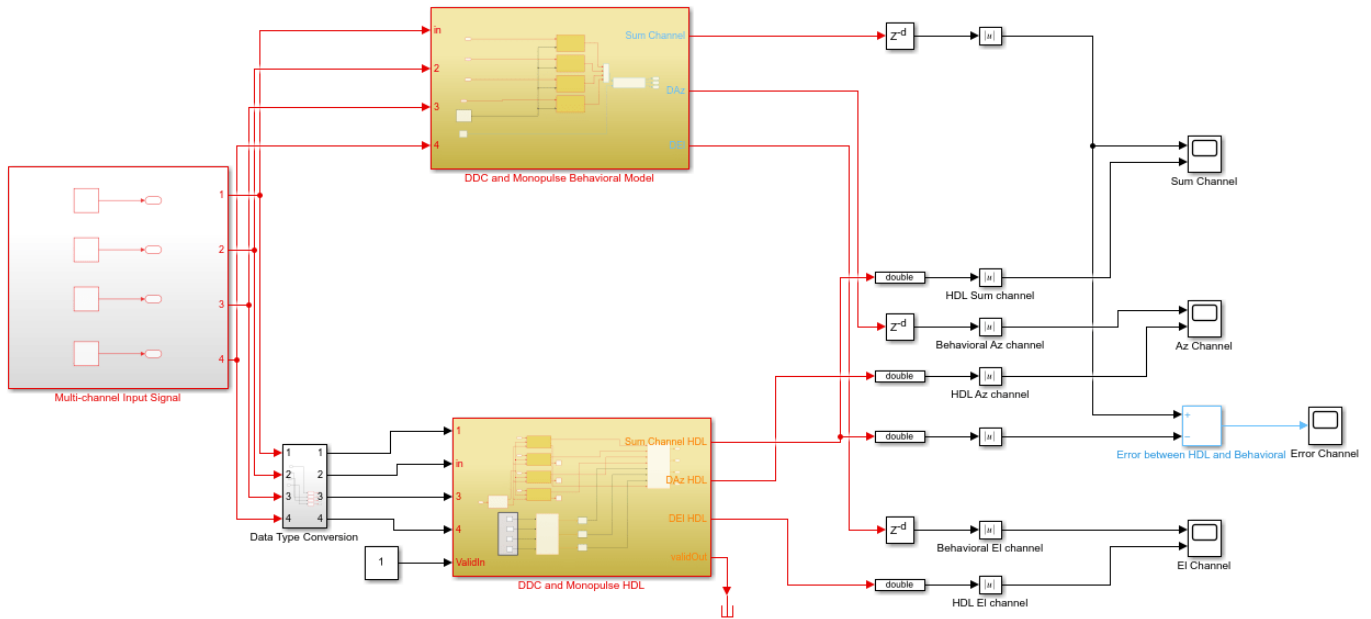 in
2
3
4
Sum Channel
DAz
DEl
DDC and Monopulse Behavioral Model
Z-d
|u|
Sum Channel
1
2
3
4
Multi-channel Input Signal
double
|u|
HDL Sum channel
Z-d
|u|
Behavioral Az channel
Az Channel
double
|u|
HDL Az channel
double
|u|
+
−
Error between HDL and Behavioral
Error Channel
1
2
3
4
1
2
3
4
Data Type Conversion
1
1
in
3
4
ValidIn
Sum Channel HDL
DAz HDL
DEl HDL
validOut
DDC and Monopulse HDL
Z-d
|u|
Behavioral El channel
El Channel
double
|u|
HDL El channel